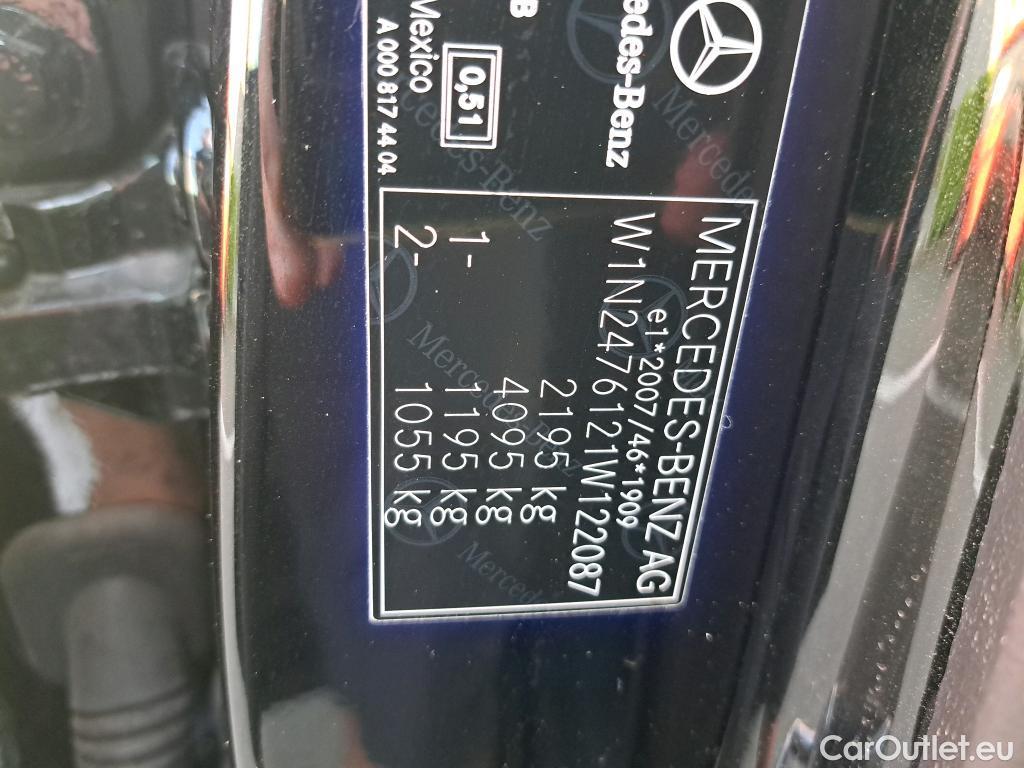 Mercedes-Benz
MERCEDES-BENZ AG
e1*2007/46*1909
W1N2476121W122087
2195 kg
4095 kg
1- 1195 kg
2- 1055 kg
B
0,51
Mexico
A 000 817 44 04
CarOutlet.eu